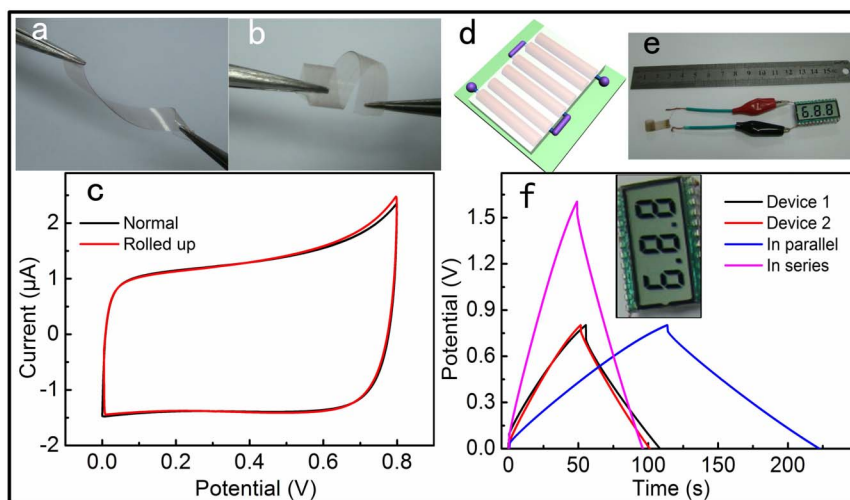 a
b
d
e
6.8.8
c
Normal
Rolled up
2
1
0
-1
-2
Current (µA)
0.0 0.2 0.4 0.6 0.8
Potential (V)
f
6.8.8
Device 1
Device 2
In parallel
In series
1.5
1.2
0.9
0.6
0.3
0.0
Potential (V)
0 50 100 150 200
Time (s)